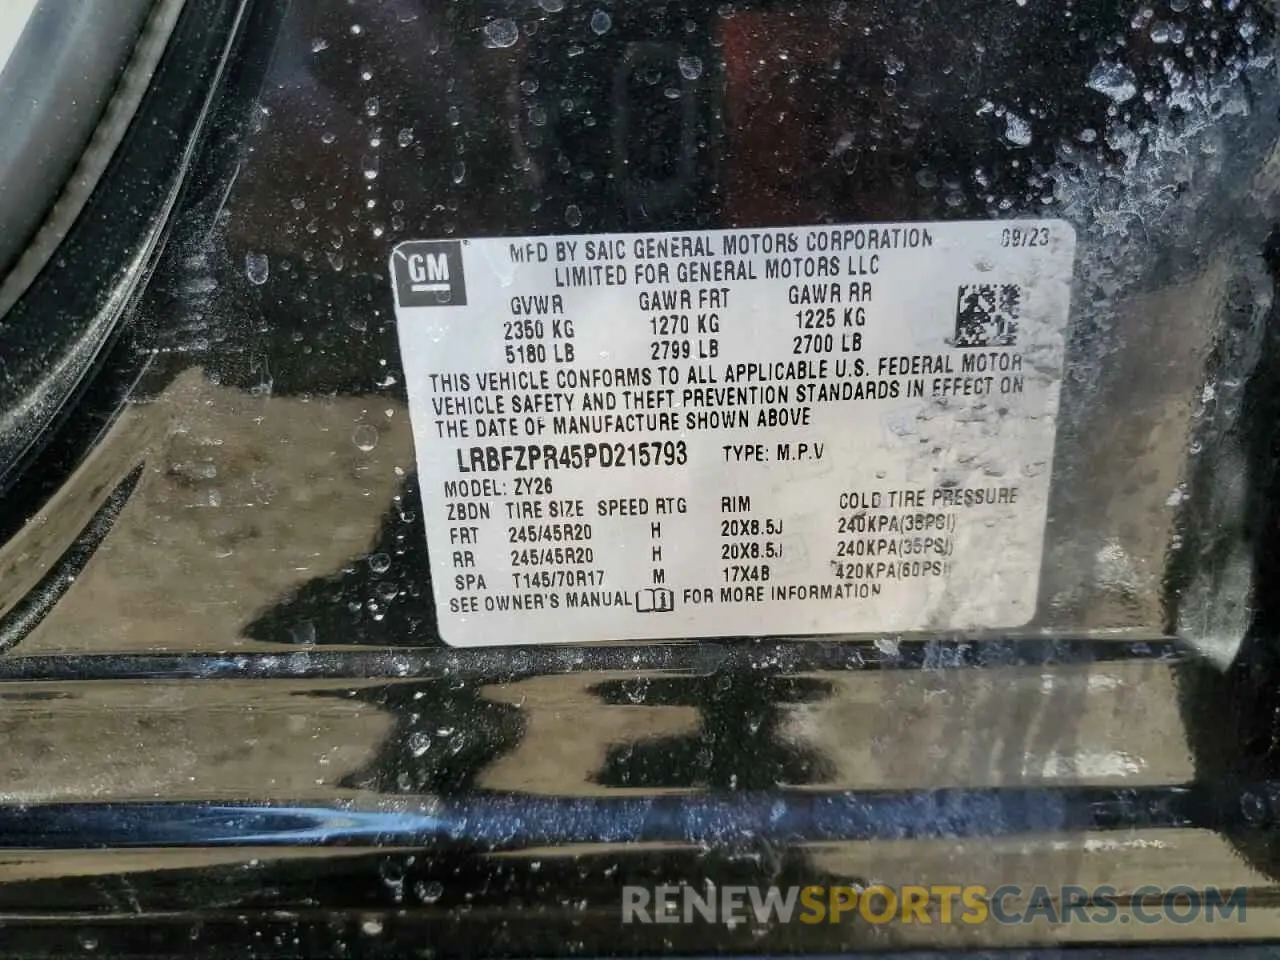 GM
MFD BY SAIC GENERAL MOTORS CORPORATION 09/23
LIMITED FOR GENERAL MOTORS LLC
GVWR GAWR FRT GAWR RR
2350 KG 1270 KG 1225 KG
5180 LB 2799 LB 2700 LB
THIS VEHICLE CONFORMS TO ALL APPLICABLE U.S. FEDERAL MOTOR
VEHICLE SAFETY AND THEFT PREVENTION STANDARDS IN EFFECT ON
THE DATE OF MANUFACTURE SHOWN ABOVE
LRBFZPR45PD215793 TYPE: M.P.V
MODEL: ZY26
ZBDN TIRE SIZE SPEED RTG RIM COLD TIRE PRESSURE
FRT 245/45R20 H 20X8.5J 240KPA(35PSI)
RR 245/45R20 H 20X8.5J 240KPA(35PSI)
SPA T145/70R17 M 17X4B 420KPA(60PSI)
SEE OWNER'S MANUAL FOR MORE INFORMATION
RENEWSPORTSCARS.COM